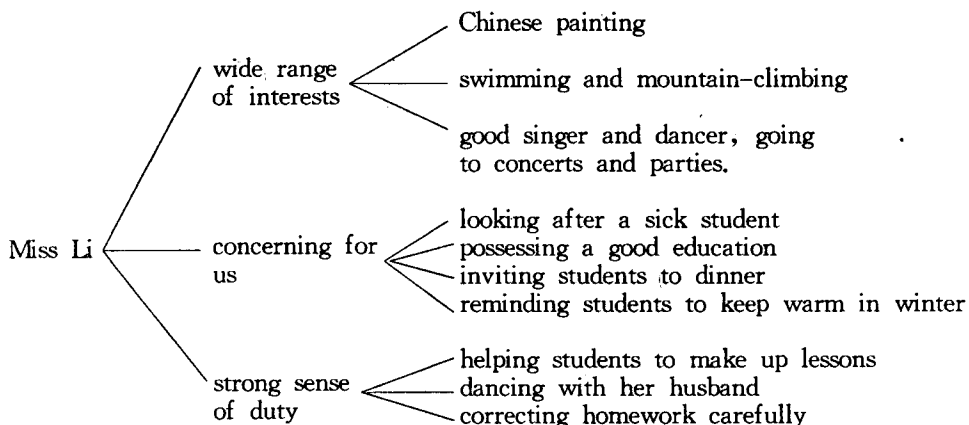 Chinese painting
wide range
of interests
swimming and mountain-climbing
good singer and dancer, going
to concerts and parties.
Miss Li
concerning for
us
looking after a sick student
possessing a good education
inviting students to dinner
reminding students to keep warm in winter
strong sense
of duty
helping students to make up lessons
dancing with her husband
correcting homework carefully